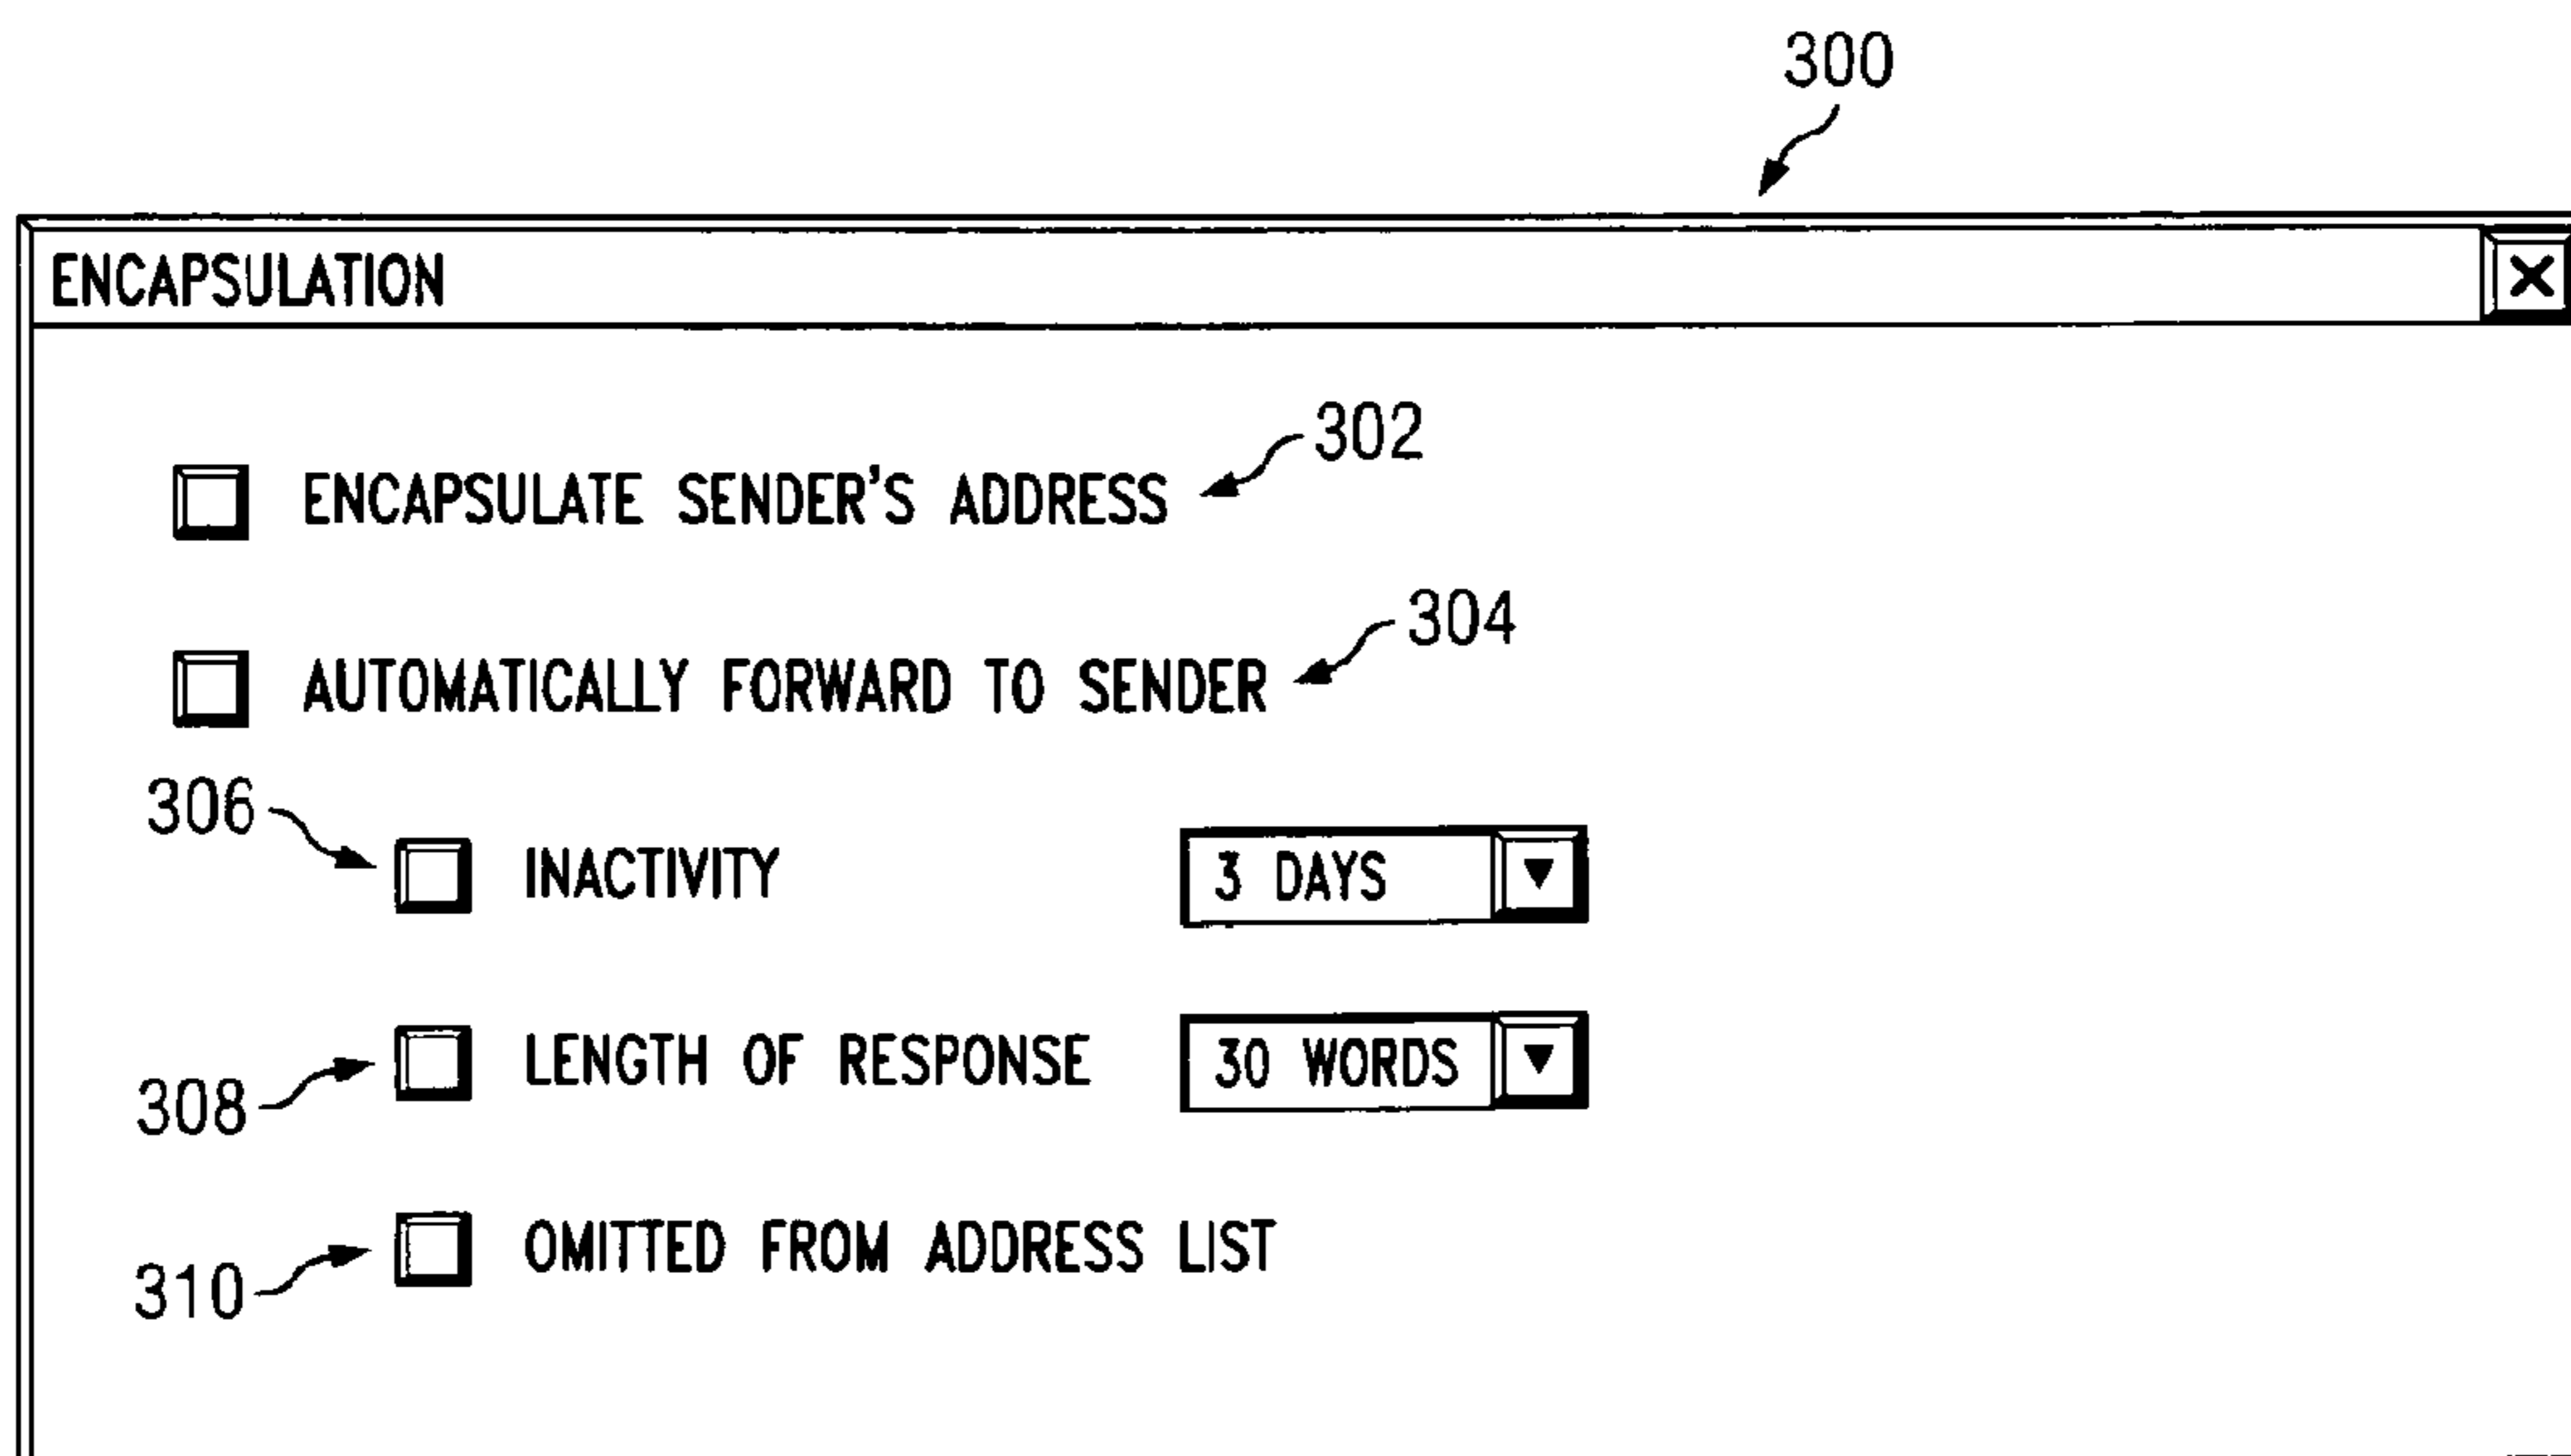 300
ENCAPSULATION X
302
ENCAPSULATE SENDER'S ADDRESS
304
AUTOMATICALLY FORWARD TO SENDER
306
INACTIVITY 3 DAYS
LENGTH OF RESPONSE 30 WORDS
308
OMITTED FROM ADDRESS LIST
310